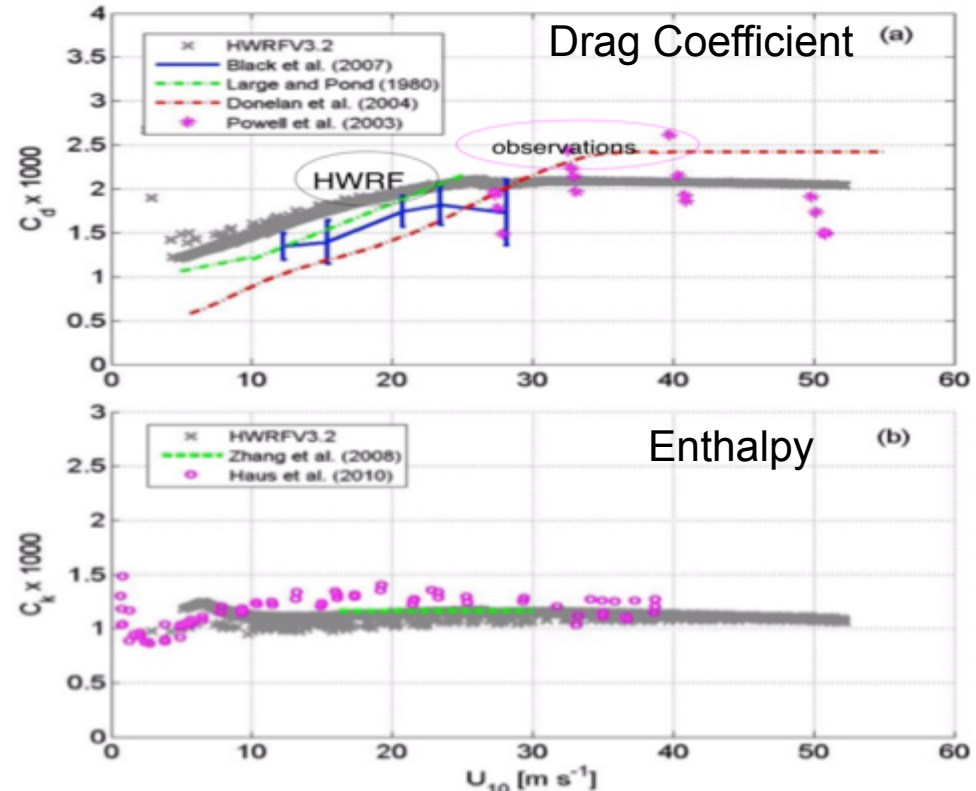 Drag Coefficient (a)
HWRFV3.2
Black et al. (2007)
Large and Pond (1980)
Donelan et al. (2004)
Powell et al. (2003)
observations
HWRF
C_d x 1000
4
3.5
3
2.5
2
1.5
1
0.5
0
0 10 20 30 40 50 60
Enthalpy (b)
HWRFV3.2
Zhang et al. (2008)
Haus et al. (2010)
C_k x 1000
3
2.5
2
1.5
1
0.5
0
0 10 20 30 40 50 60
U_10 [m s^-1]